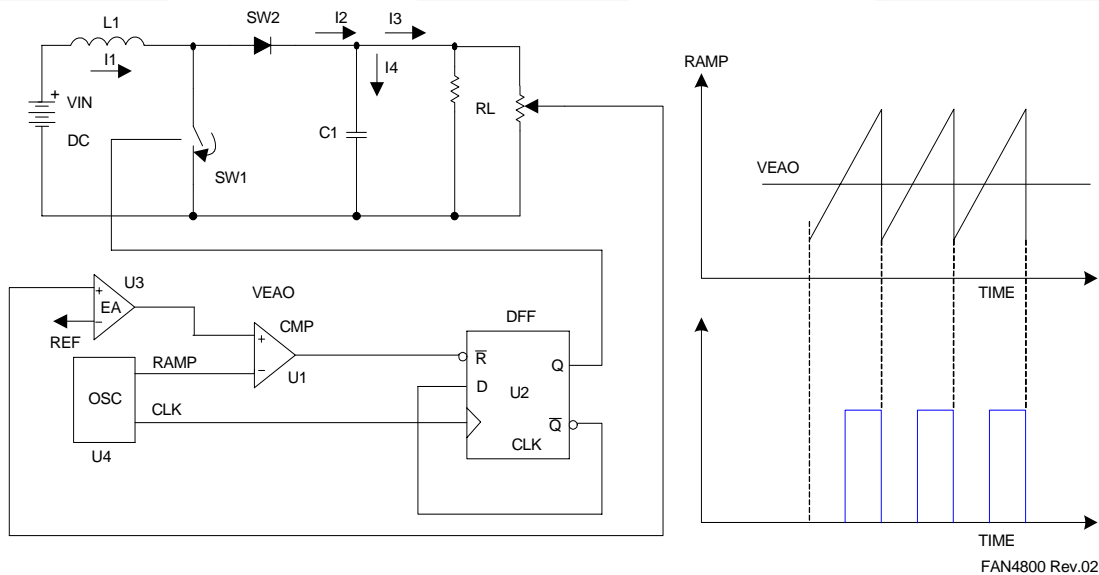 L1
SW2
I2
I3
I1
I4
+
VIN
DC
SW1
C1
RL
U3
+
EA
−
REF
VEAO
CMP
+
−
U1
RAMP
OSC
CLK
U4
DFF
R̅
D
U2
Q
Q̅
CLK
RAMP
VEAO
TIME
TIME
FAN4800 Rev.02